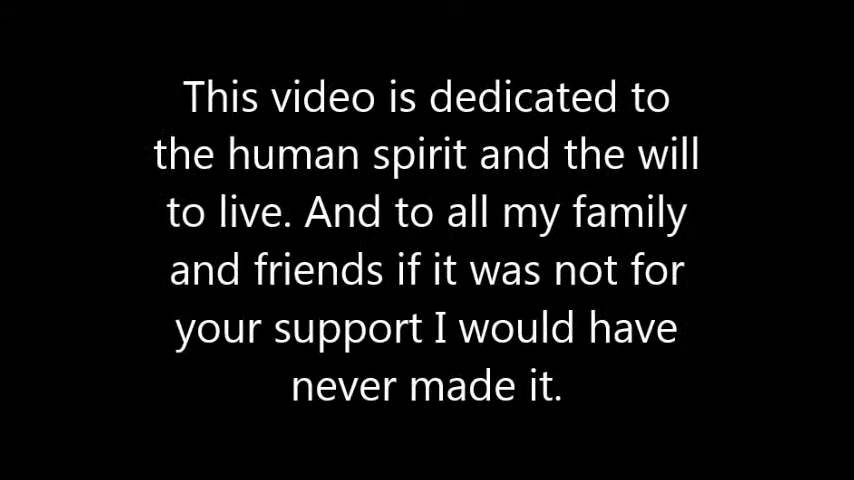 This video is dedicated to
the human spirit and the will
to live. And to all my family
and friends if it was not for
your support I would have
never made it.